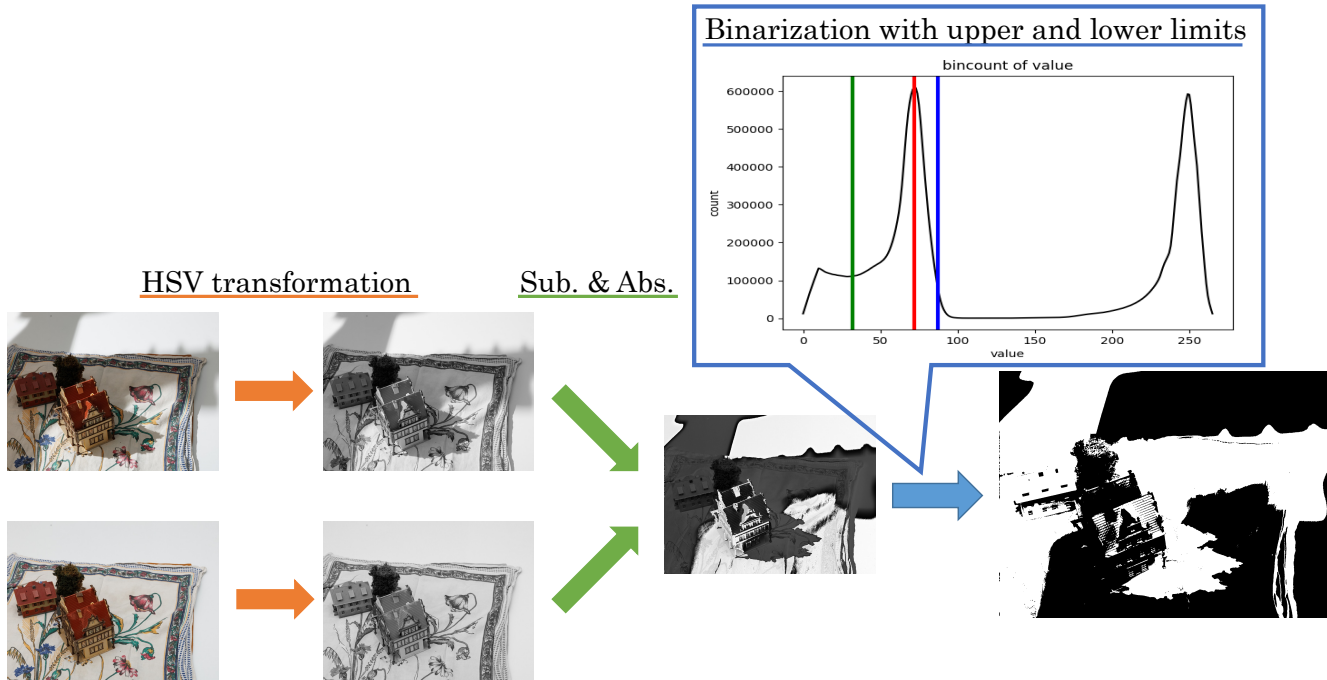 Binarization with upper and lower limits
bincount of value
600000
500000
400000
300000
200000
100000
0
count
0 50 100 150 200 250
value
HSV transformation
Sub. & Abs.